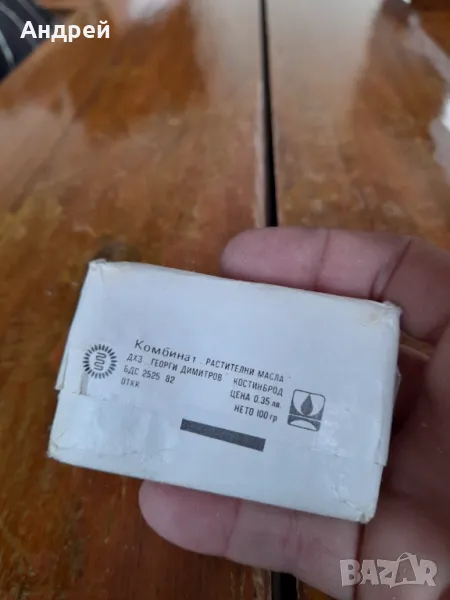 Андрей
Комбинат "РАСТИТЕЛНИ МАСЛА"
ДХЗ "ГЕОРГИ ДИМИТРОВ" КОСТИНБРОД
БДС 2525 82
ЦЕНА 0.35 лв.
ОТКК
НЕТО 100 гр
BAZAR